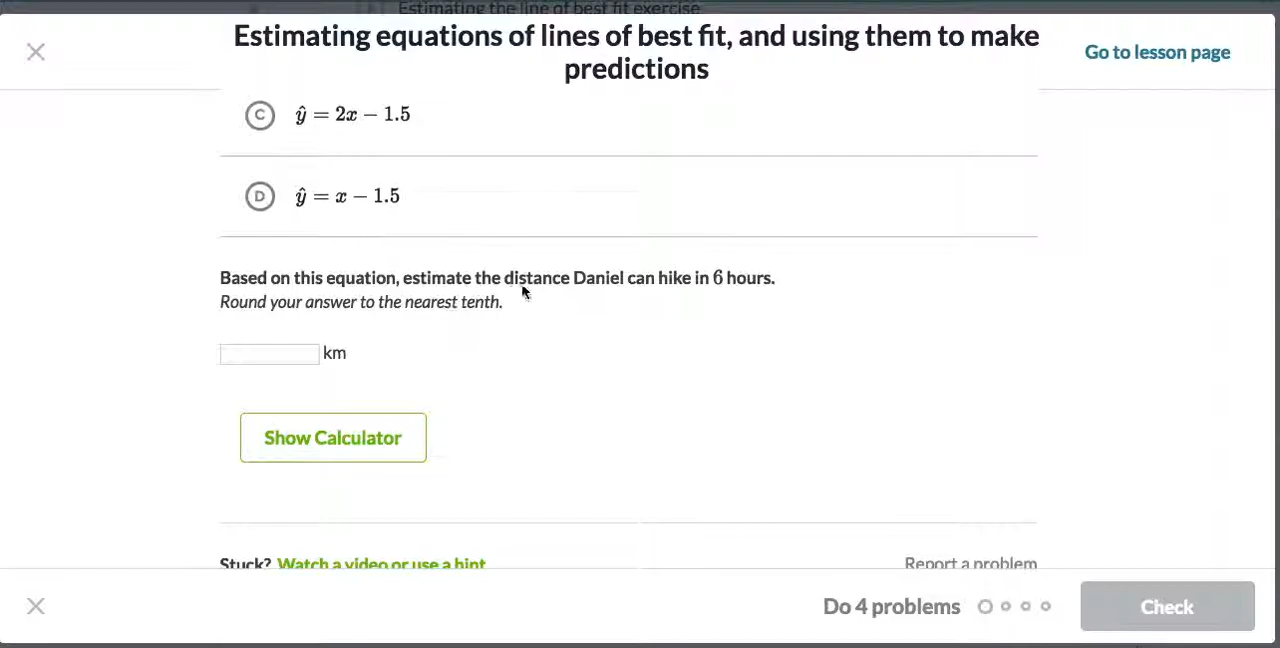 Estimating the line of best fit exercise
Estimating equations of lines of best fit, and using them to make
predictions
Go to lesson page
C ŷ = 2x − 1.5
D ŷ = x − 1.5
Based on this equation, estimate the distance Daniel can hike in 6 hours.
Round your answer to the nearest tenth.
km
Show Calculator
Stuck? Watch a video or use a hint
Report a problem
Do 4 problems
Check